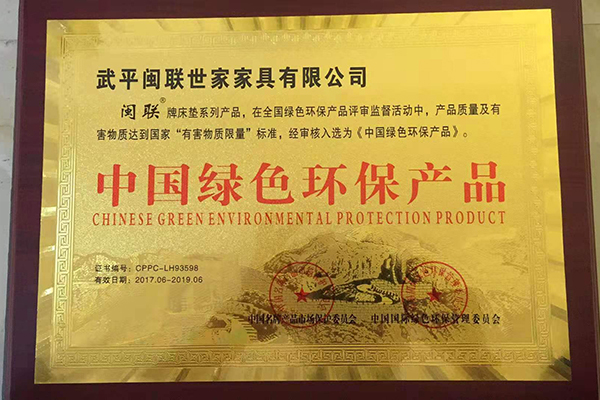 武平闽联世家家具有限公司
闽联®牌床垫系列产品，在全国绿色环保产品评审监督活动中，产品质量及有
害物质达到国家“有害物质限量”标准，经审核入选为《中国绿色环保产品》。
中国绿色环保产品
CHINESE GREEN ENVIRONMENTAL PROTECTION PRODUCT
证书编号：CPPC-LH93598
有效日期：2017.06-2019.06
中国名牌产品市场保护委员会 中国国际绿色环保管理委员会